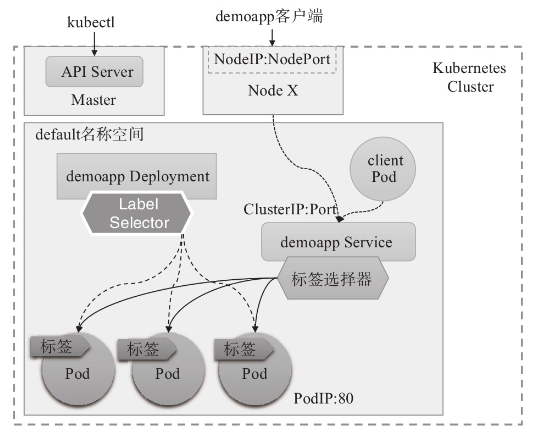 kubectl
demoapp客户端
API Server
Master
NodeIP:NodePort
Node X
Kubernetes
Cluster
default名称空间
demoapp Deployment
Label
Selector
client
Pod
ClusterIP:Port
demoapp Service
标签选择器
标签
Pod
标签
Pod
标签
Pod
PodIP:80